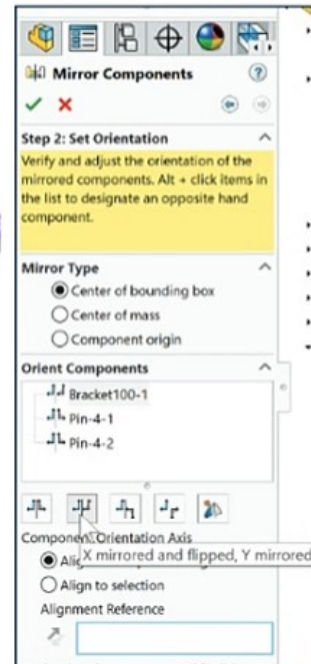 Mirror Components
Step 2: Set Orientation
Verify and adjust the orientation of the
mirrored components. Alt + click items in
the list to designate an opposite hand
component.
Mirror Type
Center of bounding box
Center of mass
Component origin
Orient Components
Bracket100-1
Pin-4-1
Pin-4-2
Component Orientation Axis
X mirrored and flipped, Y mirrored
Align to selection
Alignment Reference